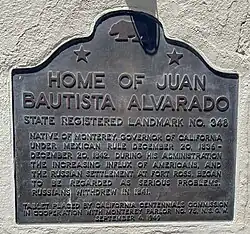 HOME OF JUAN
BAUTISTA ALVARADO
STATE REGISTERED LANDMARK NO. 348
NATIVE OF MONTEREY, GOVERNOR OF CALIFORNIA
UNDER MEXICAN RULE DECEMBER 20, 1836-
DECEMBER 20, 1842. DURING HIS ADMINISTRATION
THE INCREASING INFLUX OF AMERICANS, AND
THE RUSSIAN SETTLEMENT AT FORT ROSS, BEGAN
TO BE REGARDED AS SERIOUS PROBLEMS.
RUSSIANS WITHDREW IN 1841.
TABLET PLACED BY CALIFORNIA CENTENNIALS COMMISSION
IN COOPERATION WITH MONTEREY PARLOR NO. 75, N.S.G.W.